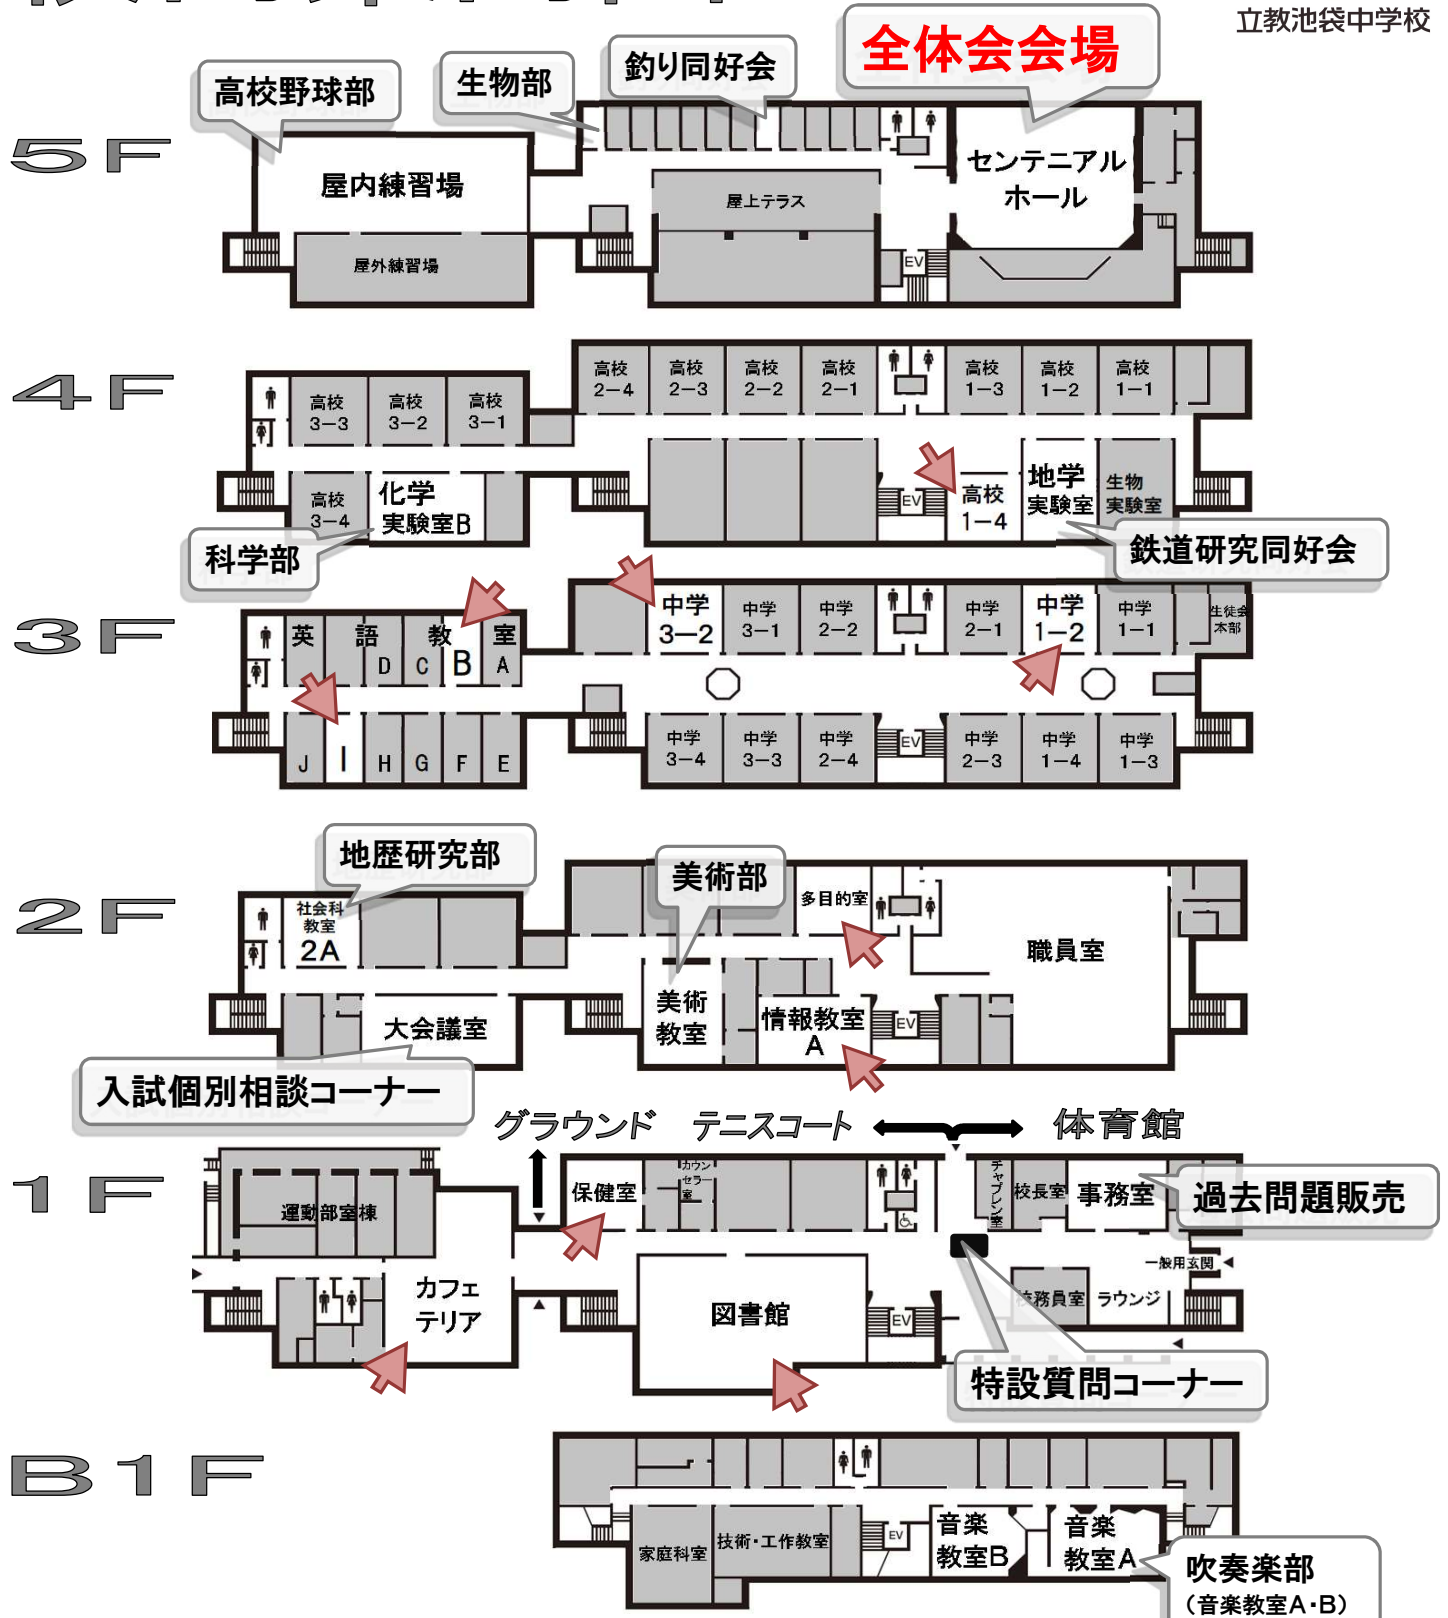 立教池袋中学校
全体会会場
釣り同好会
生物部
高校野球部
5F
屋内練習場
屋外練習場
屋上テラス
EV
センテニアル
ホール
4F
高校
3－3
高校
3－2
高校
3－1
高校
2－4
高校
2－3
高校
2－2
高校
2－1
高校
1－3
高校
1－2
高校
1－1
高校
3－4
化学
実験室B
EV
高校
1－4
地学
実験室
生物
実験室
科学部
鉄道研究同好会
3F
英語教室
D
C
B
A
中学
3－2
中学
3－1
中学
2－2
中学
2－1
中学
1－2
中学
1－1
生徒会
本部
J
I
H
G
F
E
中学
3－4
中学
3－3
中学
2－4
EV
中学
2－3
中学
1－4
中学
1－3
2F
地歴研究部
美術部
社会科
教室
2A
多目的室
職員室
大会議室
美術
教室
情報教室
A
EV
入試個別相談コーナー
グラウンド テニスコート 体育館
1F
運動部室棟
保健室
カウン
セラー
室
チャプレン室
校長室
事務室
過去問題販売
一般用玄関
カフェ
テリア
図書館
EV
校務員室
ラウンジ
特設質問コーナー
B1F
家庭科室
技術・工作教室
EV
音楽
教室B
音楽
教室A
吹奏楽部
（音楽教室A・B）